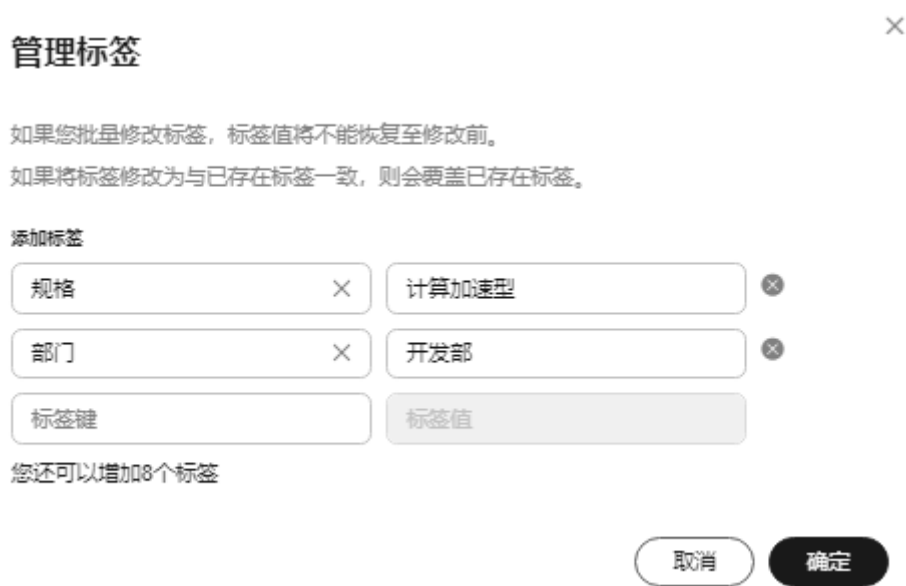 管理标签
如果您批量修改标签，标签值将不能恢复至修改前。
如果将标签修改为与已存在标签一致，则会覆盖已存在标签。
添加标签
规格 计算加速型
部门 开发部
标签键 标签值
您还可以增加8个标签
取消 确定